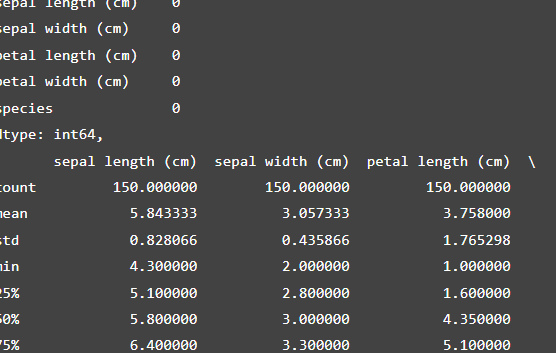 sepal length (cm) 0
sepal width (cm) 0
petal length (cm) 0
petal width (cm) 0
species 0
dtype: int64,
sepal length (cm) sepal width (cm) petal length (cm) \
count 150.000000 150.000000 150.000000
mean 5.843333 3.057333 3.758000
std 0.828066 0.435866 1.765298
min 4.300000 2.000000 1.000000
25% 5.100000 2.800000 1.600000
50% 5.800000 3.000000 4.350000
75% 6.400000 3.300000 5.100000